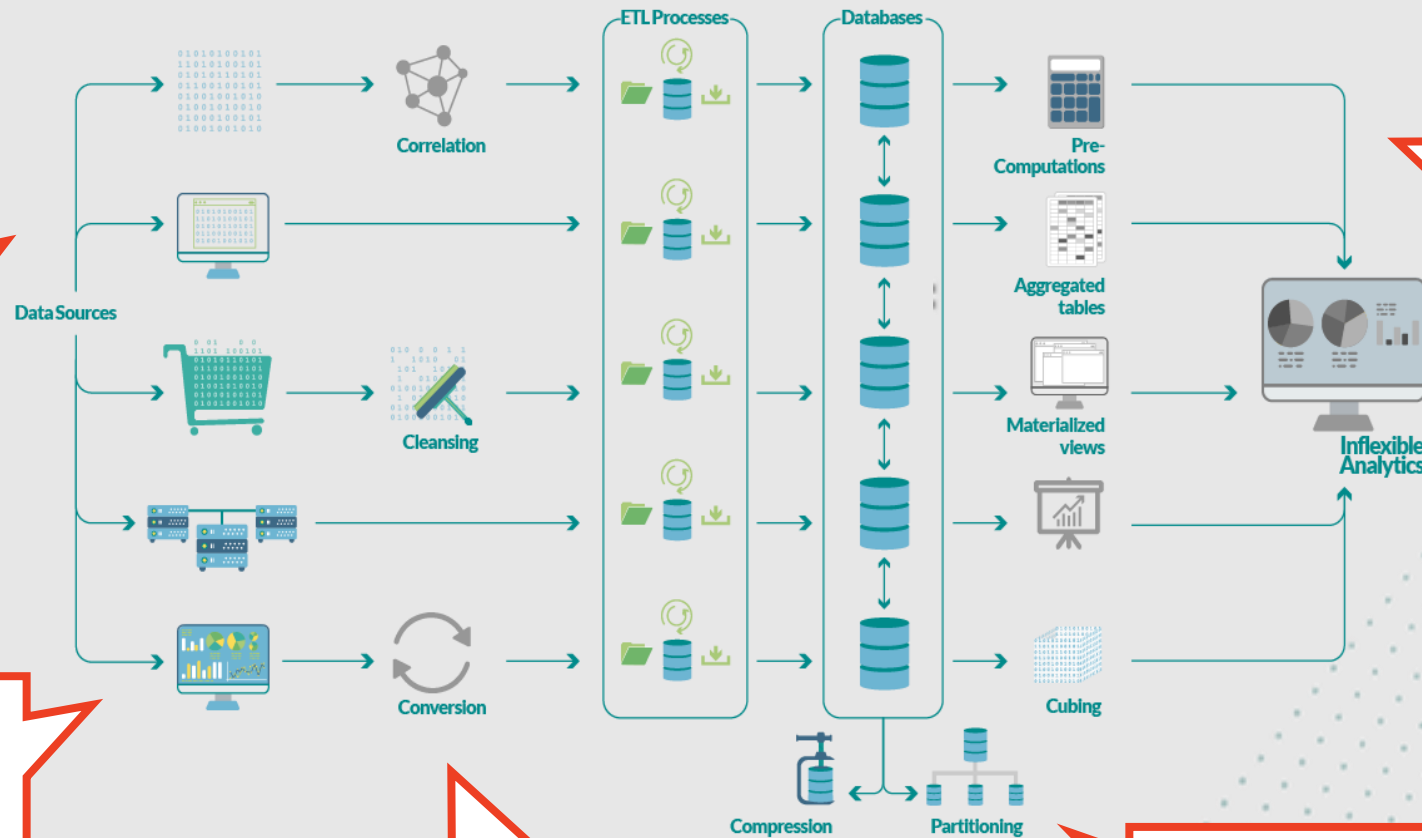 ETL Processes
Databases
Correlation
Pre-
Computations
Data Sources
Aggregated
tables
Cleansing
Materialized
views
Inflexible
Analytics
Conversion
Cubing
Compression
Partitioning